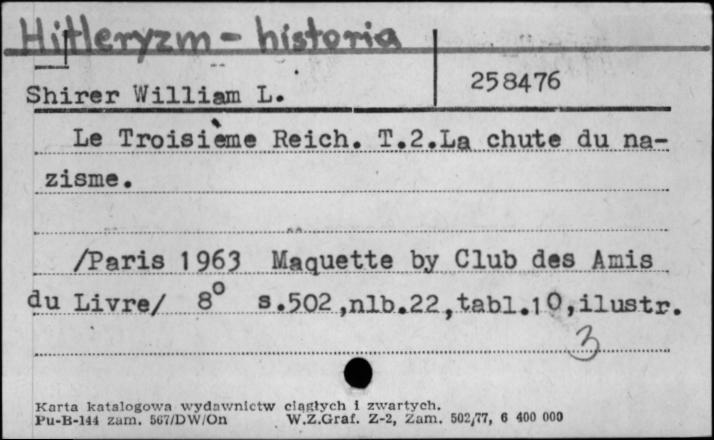 Hitleryzm - historia
Shirer William L.
258476
Le Troisième Reich. T.2.La chute du na-
zisme.
/Paris 1963 Maquette by Club des Amis
du Livre/ 8° s.502,nlb.22,tabl.10,ilustr.
3
Karta katalogowa wydawnictw ciągłych i zwartych.
Pu-B-144 zam. 567/DW/On W.Z.Graf. Z-2, Zam. 502/77, 6 400 000